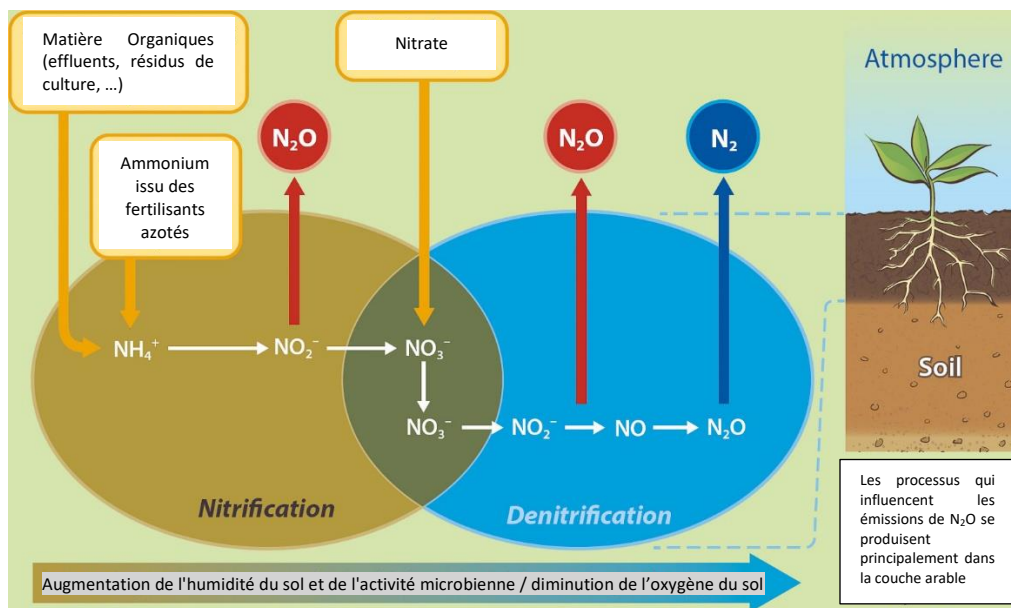 Matière Organiques
(effluents, résidus de
culture, …)
Nitrate
Atmosphere
N₂O
N₂O
N₂
Ammonium
issu des
fertilisants
azotés
NH₄⁺
NO₂⁻
NO₃⁻
NO₃⁻
NO₂⁻
NO
N₂O
Soil
Nitrification
Denitrification
Les processus qui
influencent les
émissions de N₂O se
produisent
principalement dans
la couche arable
Augmentation de l'humidité du sol et de l'activité microbienne / diminution de l’oxygène du sol